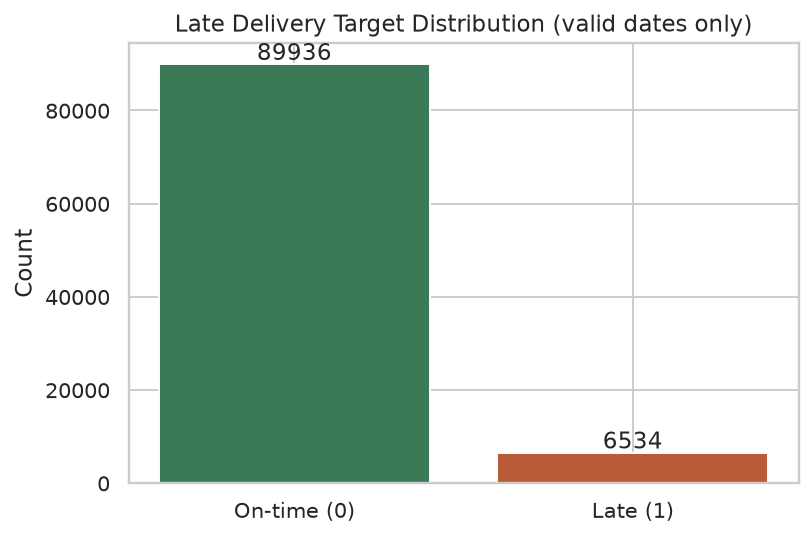 Late Delivery Target Distribution (valid dates only)
89936
80000
60000
Count
40000
20000
6534
0
On-time (0)
Late (1)